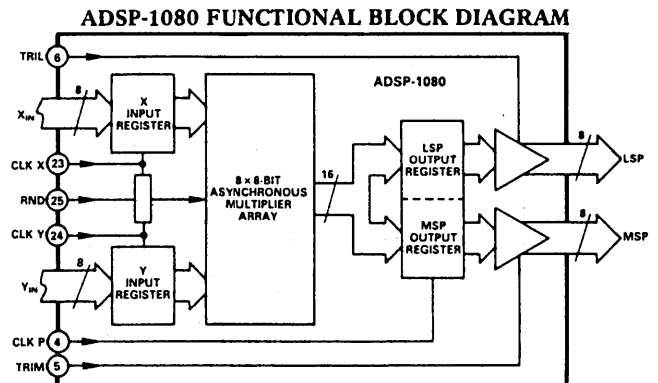 ADSP-1080 FUNCTIONAL BLOCK DIAGRAM
TRIL
6
ADSP-1080
8
X
INPUT
REGISTER
XIN
CLK X
23
RND
25
CLK Y
24
8 × 8-BIT
ASYNCHRONOUS
MULTIPLIER
ARRAY
16
LSP
OUTPUT
REGISTER
8
LSP
MSP
OUTPUT
REGISTER
8
MSP
8
YIN
Y
INPUT
REGISTER
CLK P
4
TRIM
5